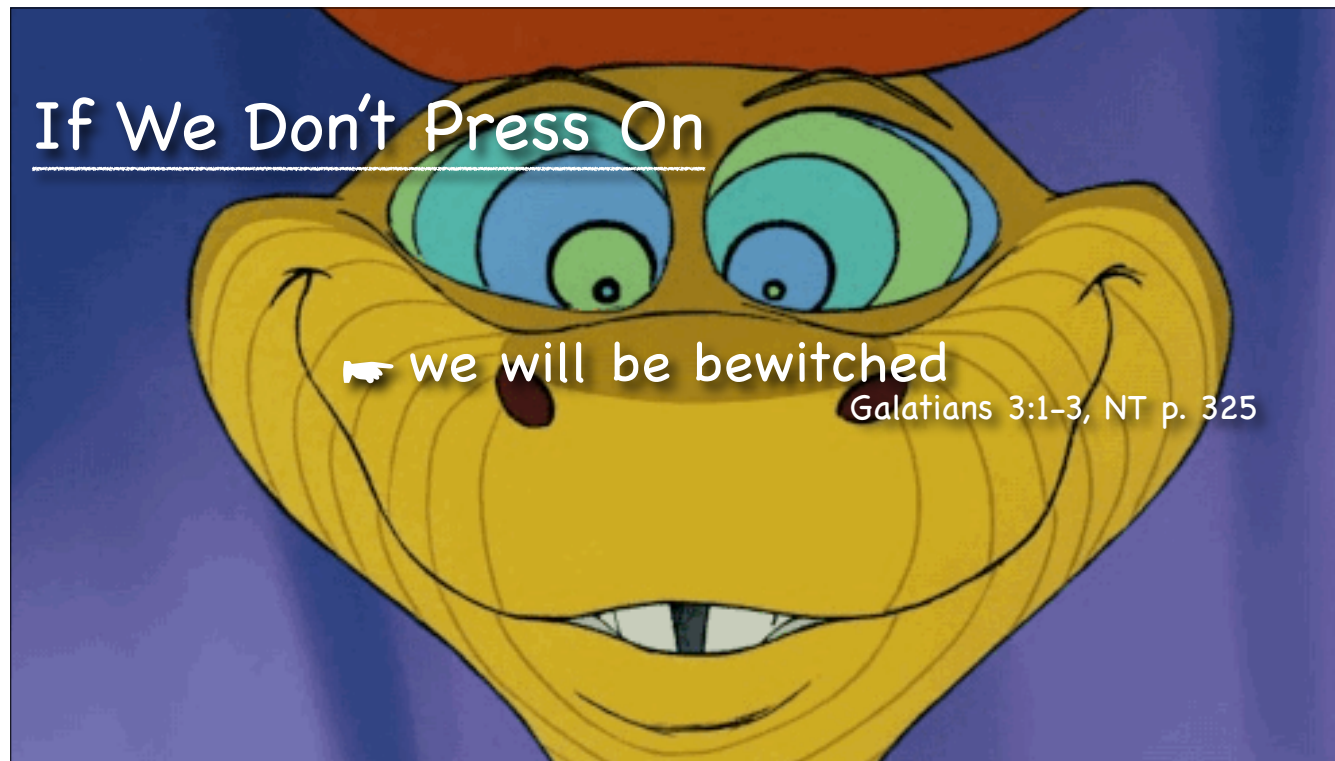 If We Don't Press On
☛ we will be bewitched
Galatians 3:1-3, NT p. 325